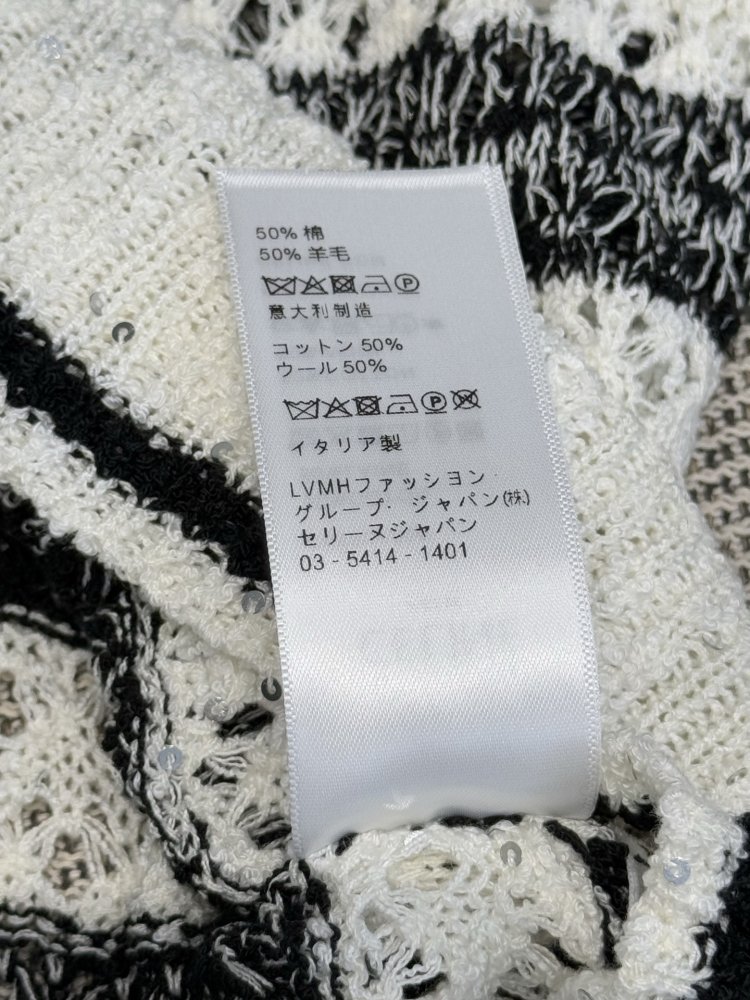 50% 棉
50% 羊毛
P
意大利制造
コットン 50%
ウール 50%
P
イタリア製
LVMHファッション・
グループ・ジャパン(株)
セリーヌジャパン
03 - 5414 - 1401